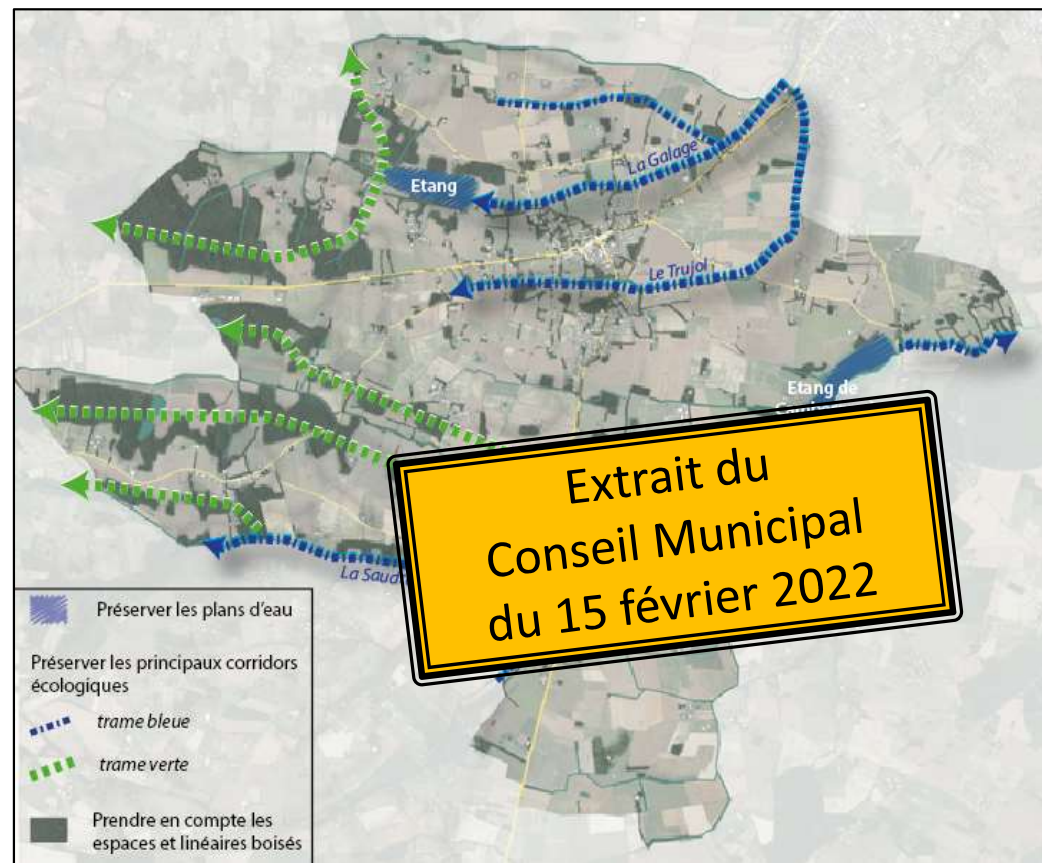 La Galage
Etang
Le Trujol
Etang de
Extrait du
Conseil Municipal
du 15 février 2022
La Saud
Préserver les plans d'eau
Préserver les principaux corridors
écologiques
trame bleue
trame verte
Prendre en compte les
espaces et linéaires boisés